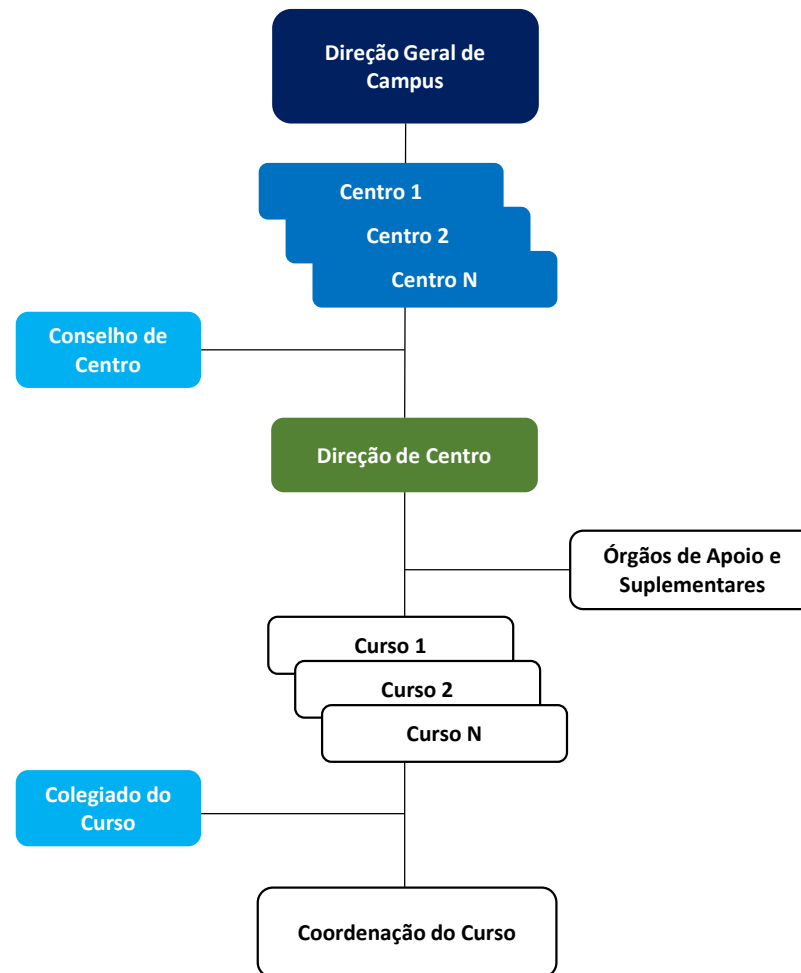 Direção Geral de
Campus
Centro 1
Centro 2
Centro N
Conselho de
Centro
Direção de Centro
Órgãos de Apoio e
Suplementares
Curso 1
Curso 2
Curso N
Colegiado do
Curso
Coordenação do Curso